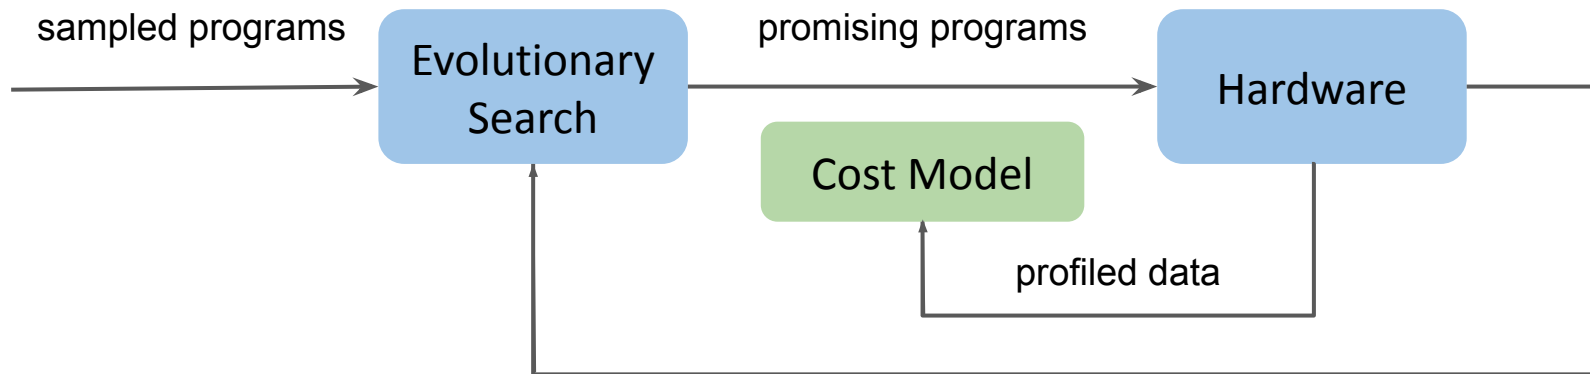 sampled programs
promising programs
Evolutionary
Search
Hardware
Cost Model
profiled data